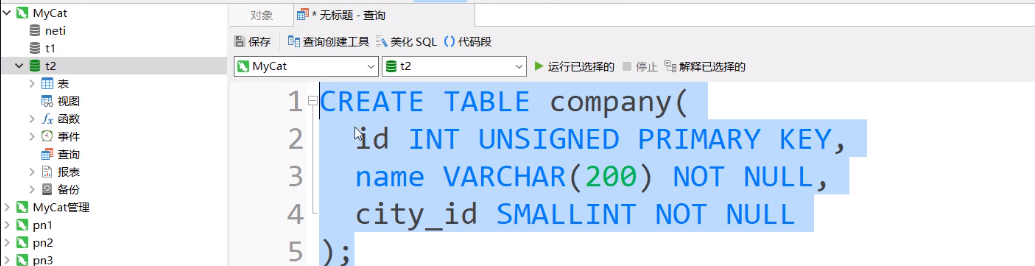 MyCat
neti
t1
t2
表
视图
函数
事件
查询
报表
备份
MyCat管理
pn1
pn2
pn3
对象
* 无标题 - 查询
保存 查询创建工具 美化 SQL () 代码段
MyCat t2 运行已选择的 停止 解释已选择的
1 CREATE TABLE company(
2 id INT UNSIGNED PRIMARY KEY,
3 name VARCHAR(200) NOT NULL,
4 city_id SMALLINT NOT NULL
5 );